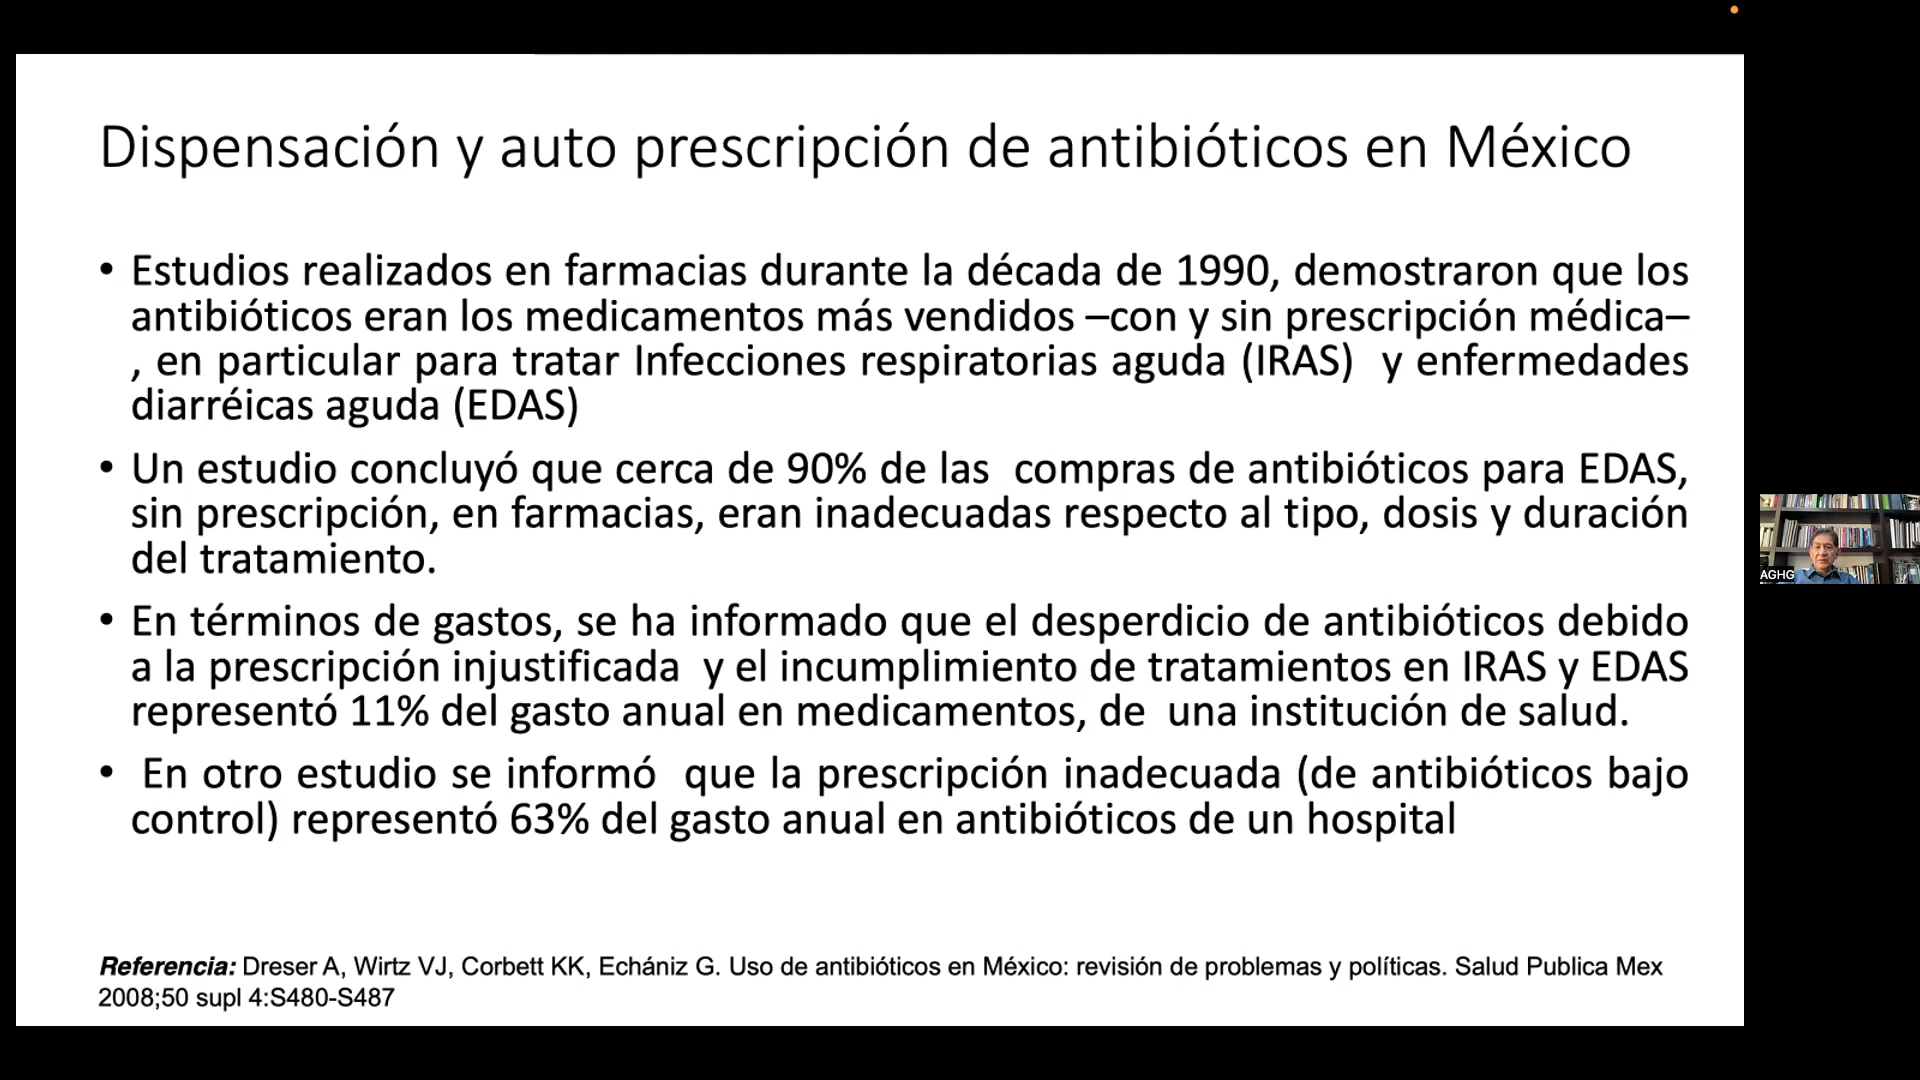 Dispensación y auto prescripción de antibióticos en México
• Estudios realizados en farmacias durante la década de 1990, demostraron que los
antibióticos eran los medicamentos más vendidos –con y sin prescripción médica–
, en particular para tratar Infecciones respiratorias aguda (IRAS)  y enfermedades
diarréicas aguda (EDAS)
• Un estudio concluyó que cerca de 90% de las  compras de antibióticos para EDAS,
sin prescripción, en farmacias, eran inadecuadas respecto al tipo, dosis y duración
del tratamiento.
• En términos de gastos, se ha informado que el desperdicio de antibióticos debido
a la prescripción injustificada  y el incumplimiento de tratamientos en IRAS y EDAS
representó 11% del gasto anual en medicamentos, de  una institución de salud.
• En otro estudio se informó  que la prescripción inadecuada (de antibióticos bajo
control) representó 63% del gasto anual en antibióticos de un hospital
AGHG
Referencia: Dreser A, Wirtz VJ, Corbett KK, Echániz G. Uso de antibióticos en México: revisión de problemas y políticas. Salud Publica Mex
2008;50 supl 4:S480-S487